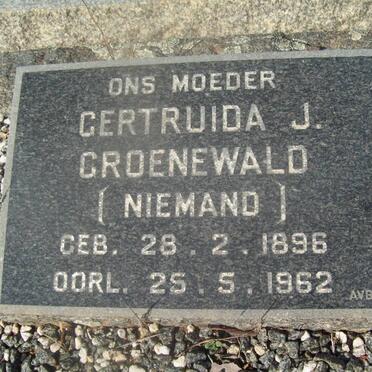 ONS MOEDER
GERTRUIDA J.
GROENEWALD
[ NIEMAND ]
GEB. 28. 2. 1896
OORL. 25. 5. 1962
AVB